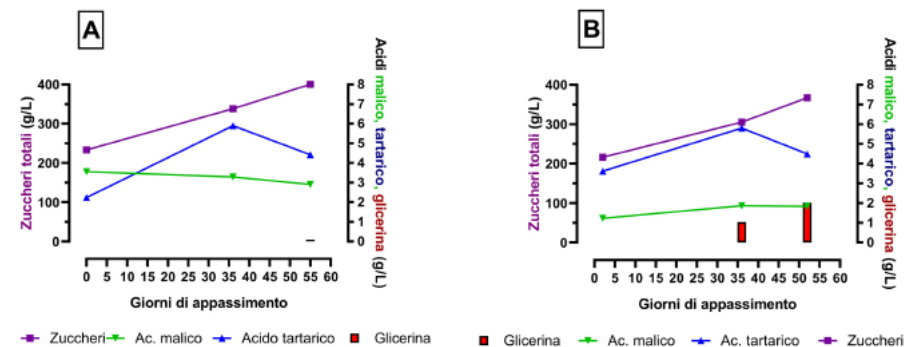 A
Zuccheri totali (g/L)
400
300
200
100
0
8
7
6
5
4
3
2
1
0
Acidi malico, tartarico, glicerina (g/L)
0 5 10 15 20 25 30 35 40 45 50 55 60
Giorni di appassimento
Zuccheri Ac. malico Acido tartarico Glicerina
B
Zuccheri totali (g/L)
400
300
200
100
0
8
7
6
5
4
3
2
1
0
Acidi malico, tartarico, glicerina (g/L)
0 5 10 15 20 25 30 35 40 45 50 55 60
Giorni di appassimento
Glicerina Ac. malico Ac. tartarico Zuccheri